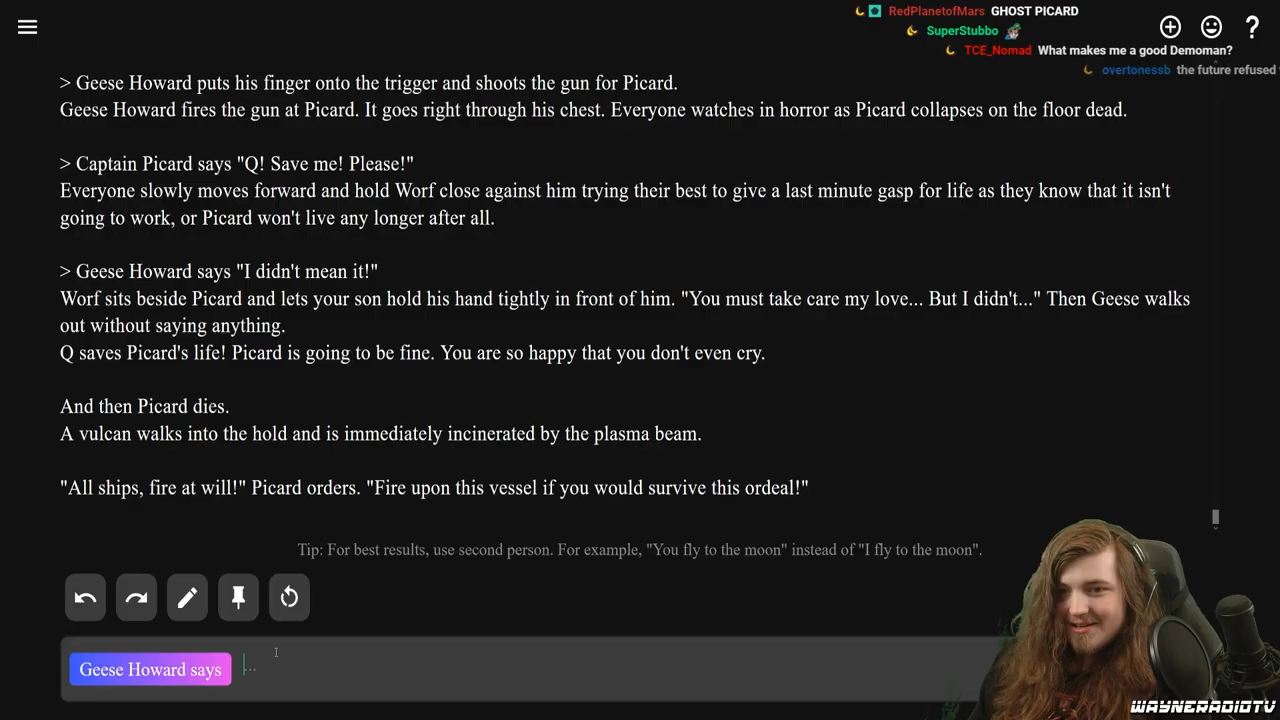 RedPlanetofMars GHOST PICARD
SuperStubbo
TCE_Nomad What makes me a good Demoman?
overtonessb the future refused
> Geese Howard puts his finger onto the trigger and shoots the gun for Picard.
Geese Howard fires the gun at Picard. It goes right through his chest. Everyone watches in horror as Picard collapses on the floor dead.
> Captain Picard says "Q! Save me! Please!"
Everyone slowly moves forward and hold Worf close against him trying their best to give a last minute gasp for life as they know that it isn't
going to work, or Picard won't live any longer after all.
> Geese Howard says "I didn't mean it!"
Worf sits beside Picard and lets your son hold his hand tightly in front of him. "You must take care my love... But I didn't..." Then Geese walks
out without saying anything.
Q saves Picard's life! Picard is going to be fine. You are so happy that you don't even cry.
And then Picard dies.
A vulcan walks into the hold and is immediately incinerated by the plasma beam.
"All ships, fire at will!" Picard orders. "Fire upon this vessel if you would survive this ordeal!"
Tip: For best results, use second person. For example, "You fly to the moon" instead of "I fly to the moon".
Geese Howard says ...
WAYNERADIOTV